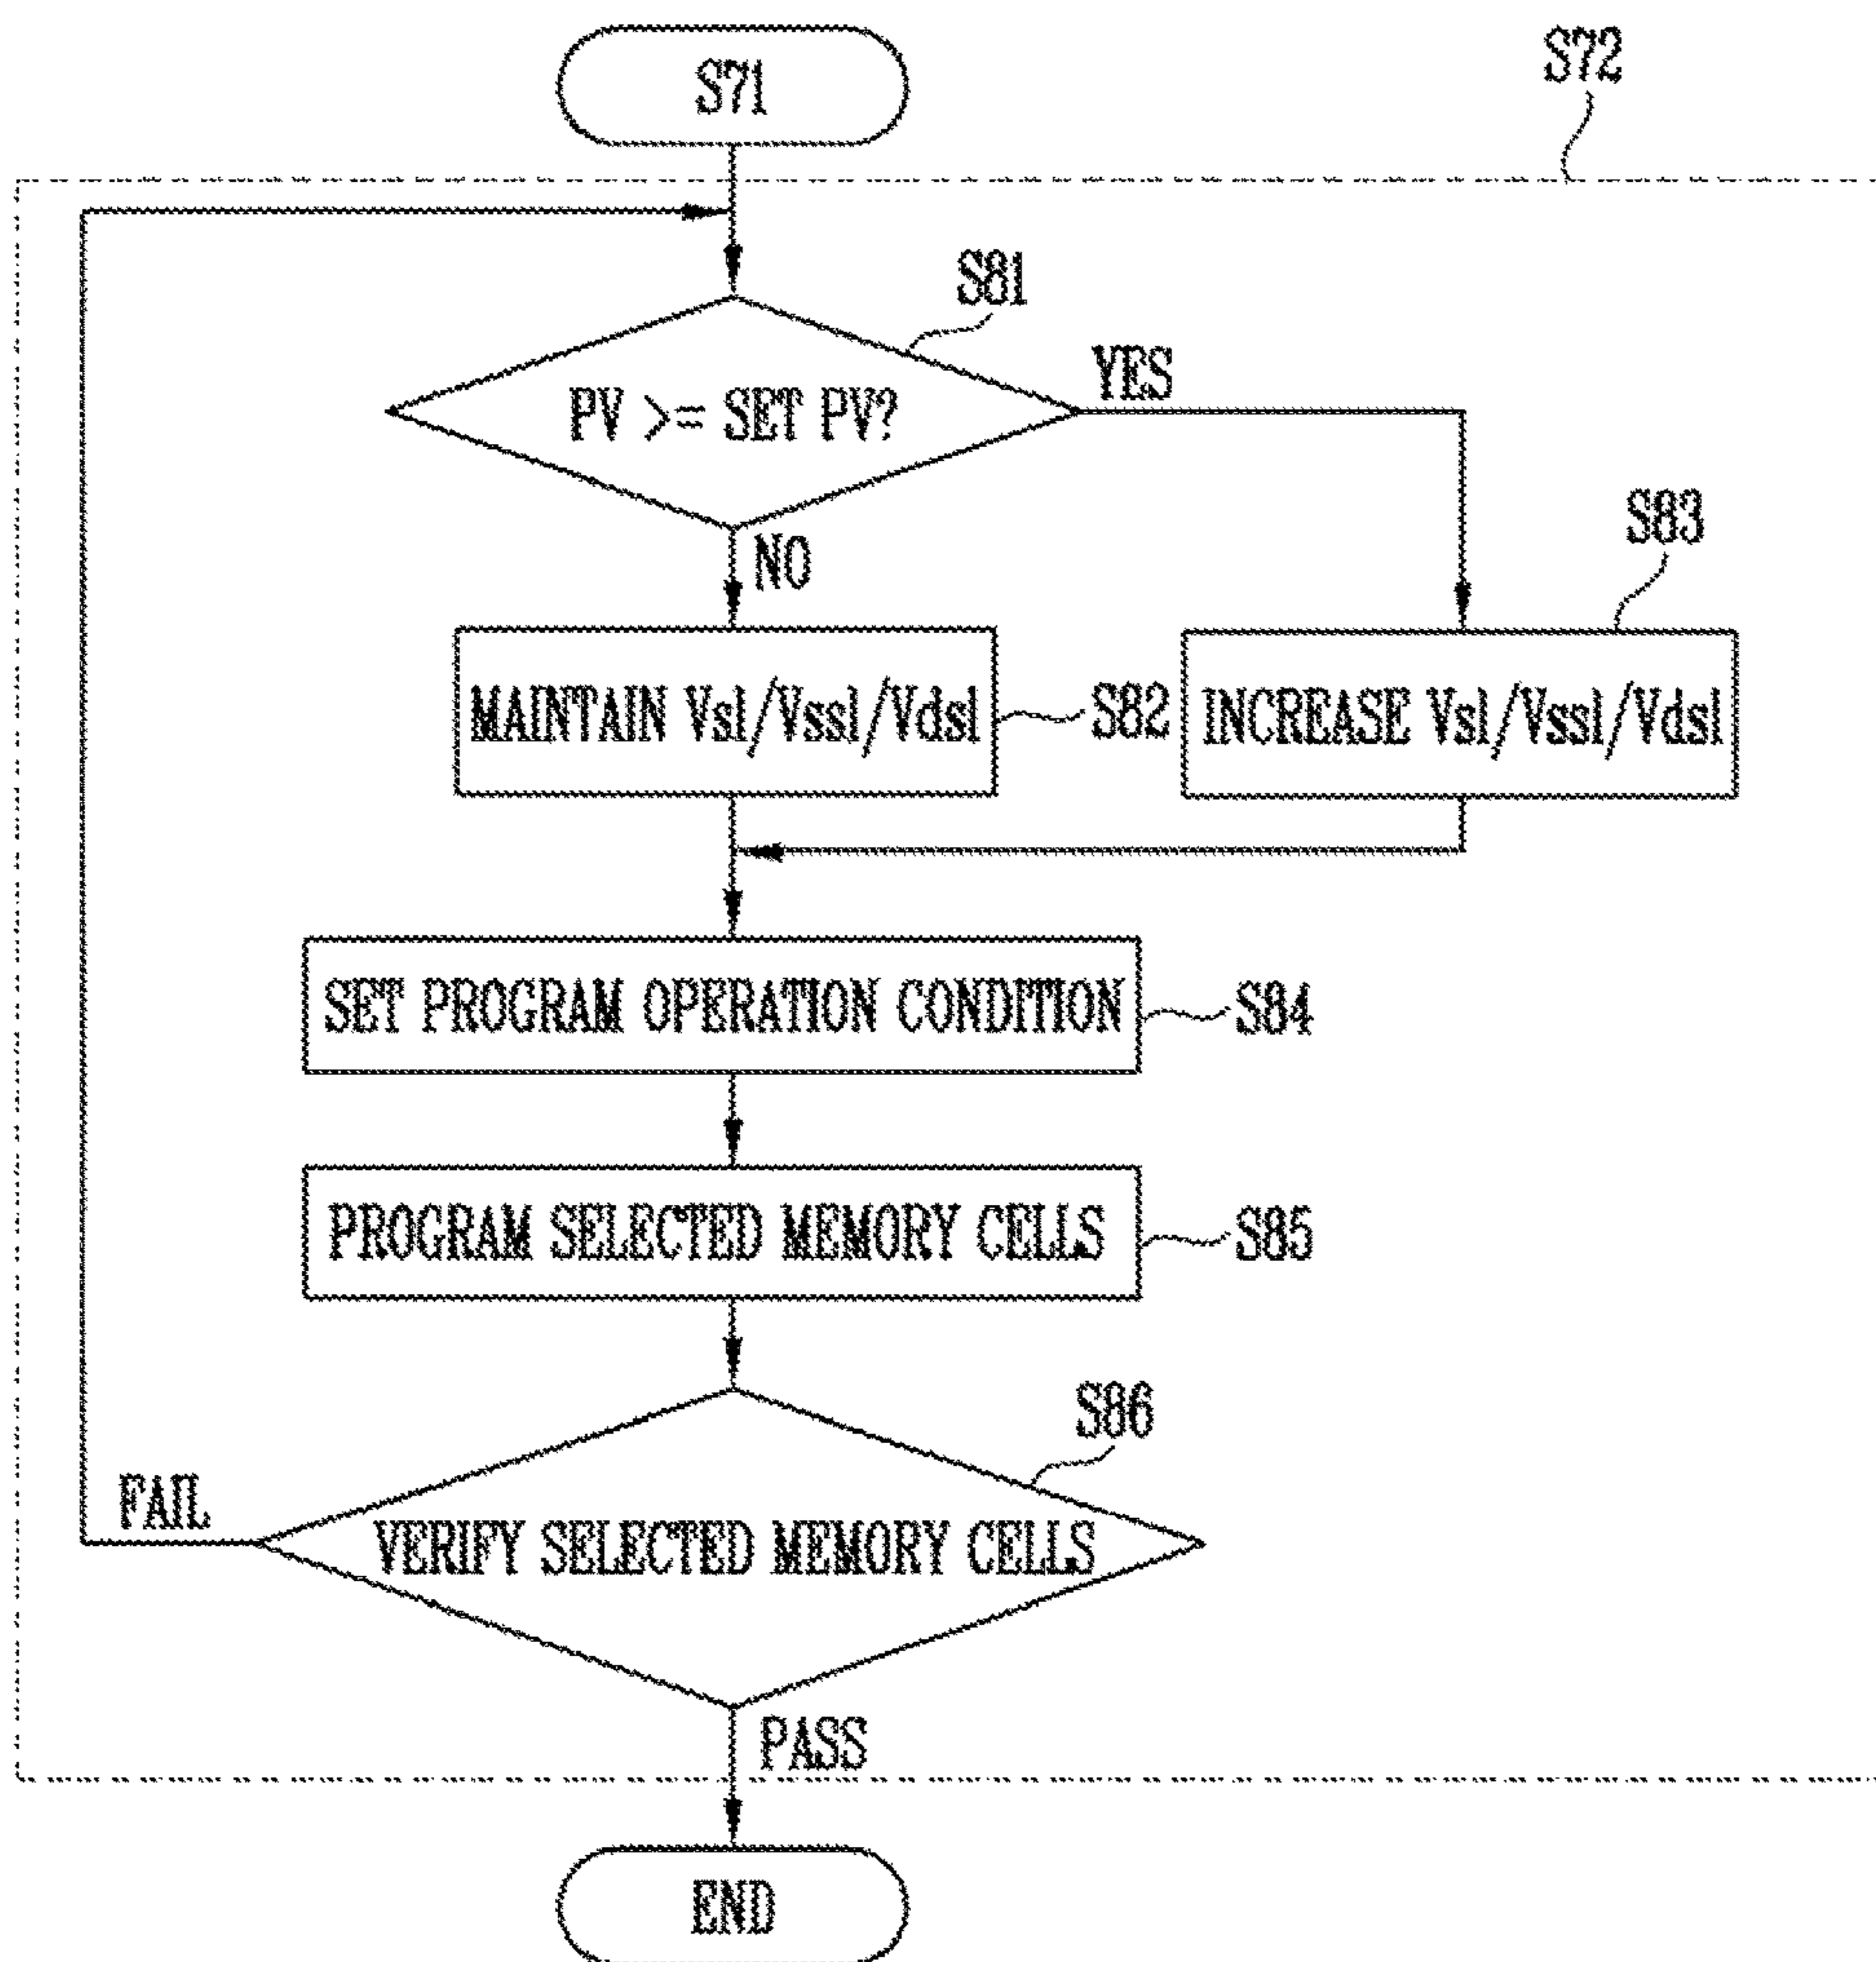 S71
S72
S81
PV >= SET PV?
YES
NO
S83
MAINTAIN Vsl/Vssl/Vdsl
S82
INCREASE Vsl/Vssl/Vdsl
SET PROGRAM OPERATION CONDITION
S84
PROGRAM SELECTED MEMORY CELLS
S85
S86
FAIL
VERIFY SELECTED MEMORY CELLS
PASS
END